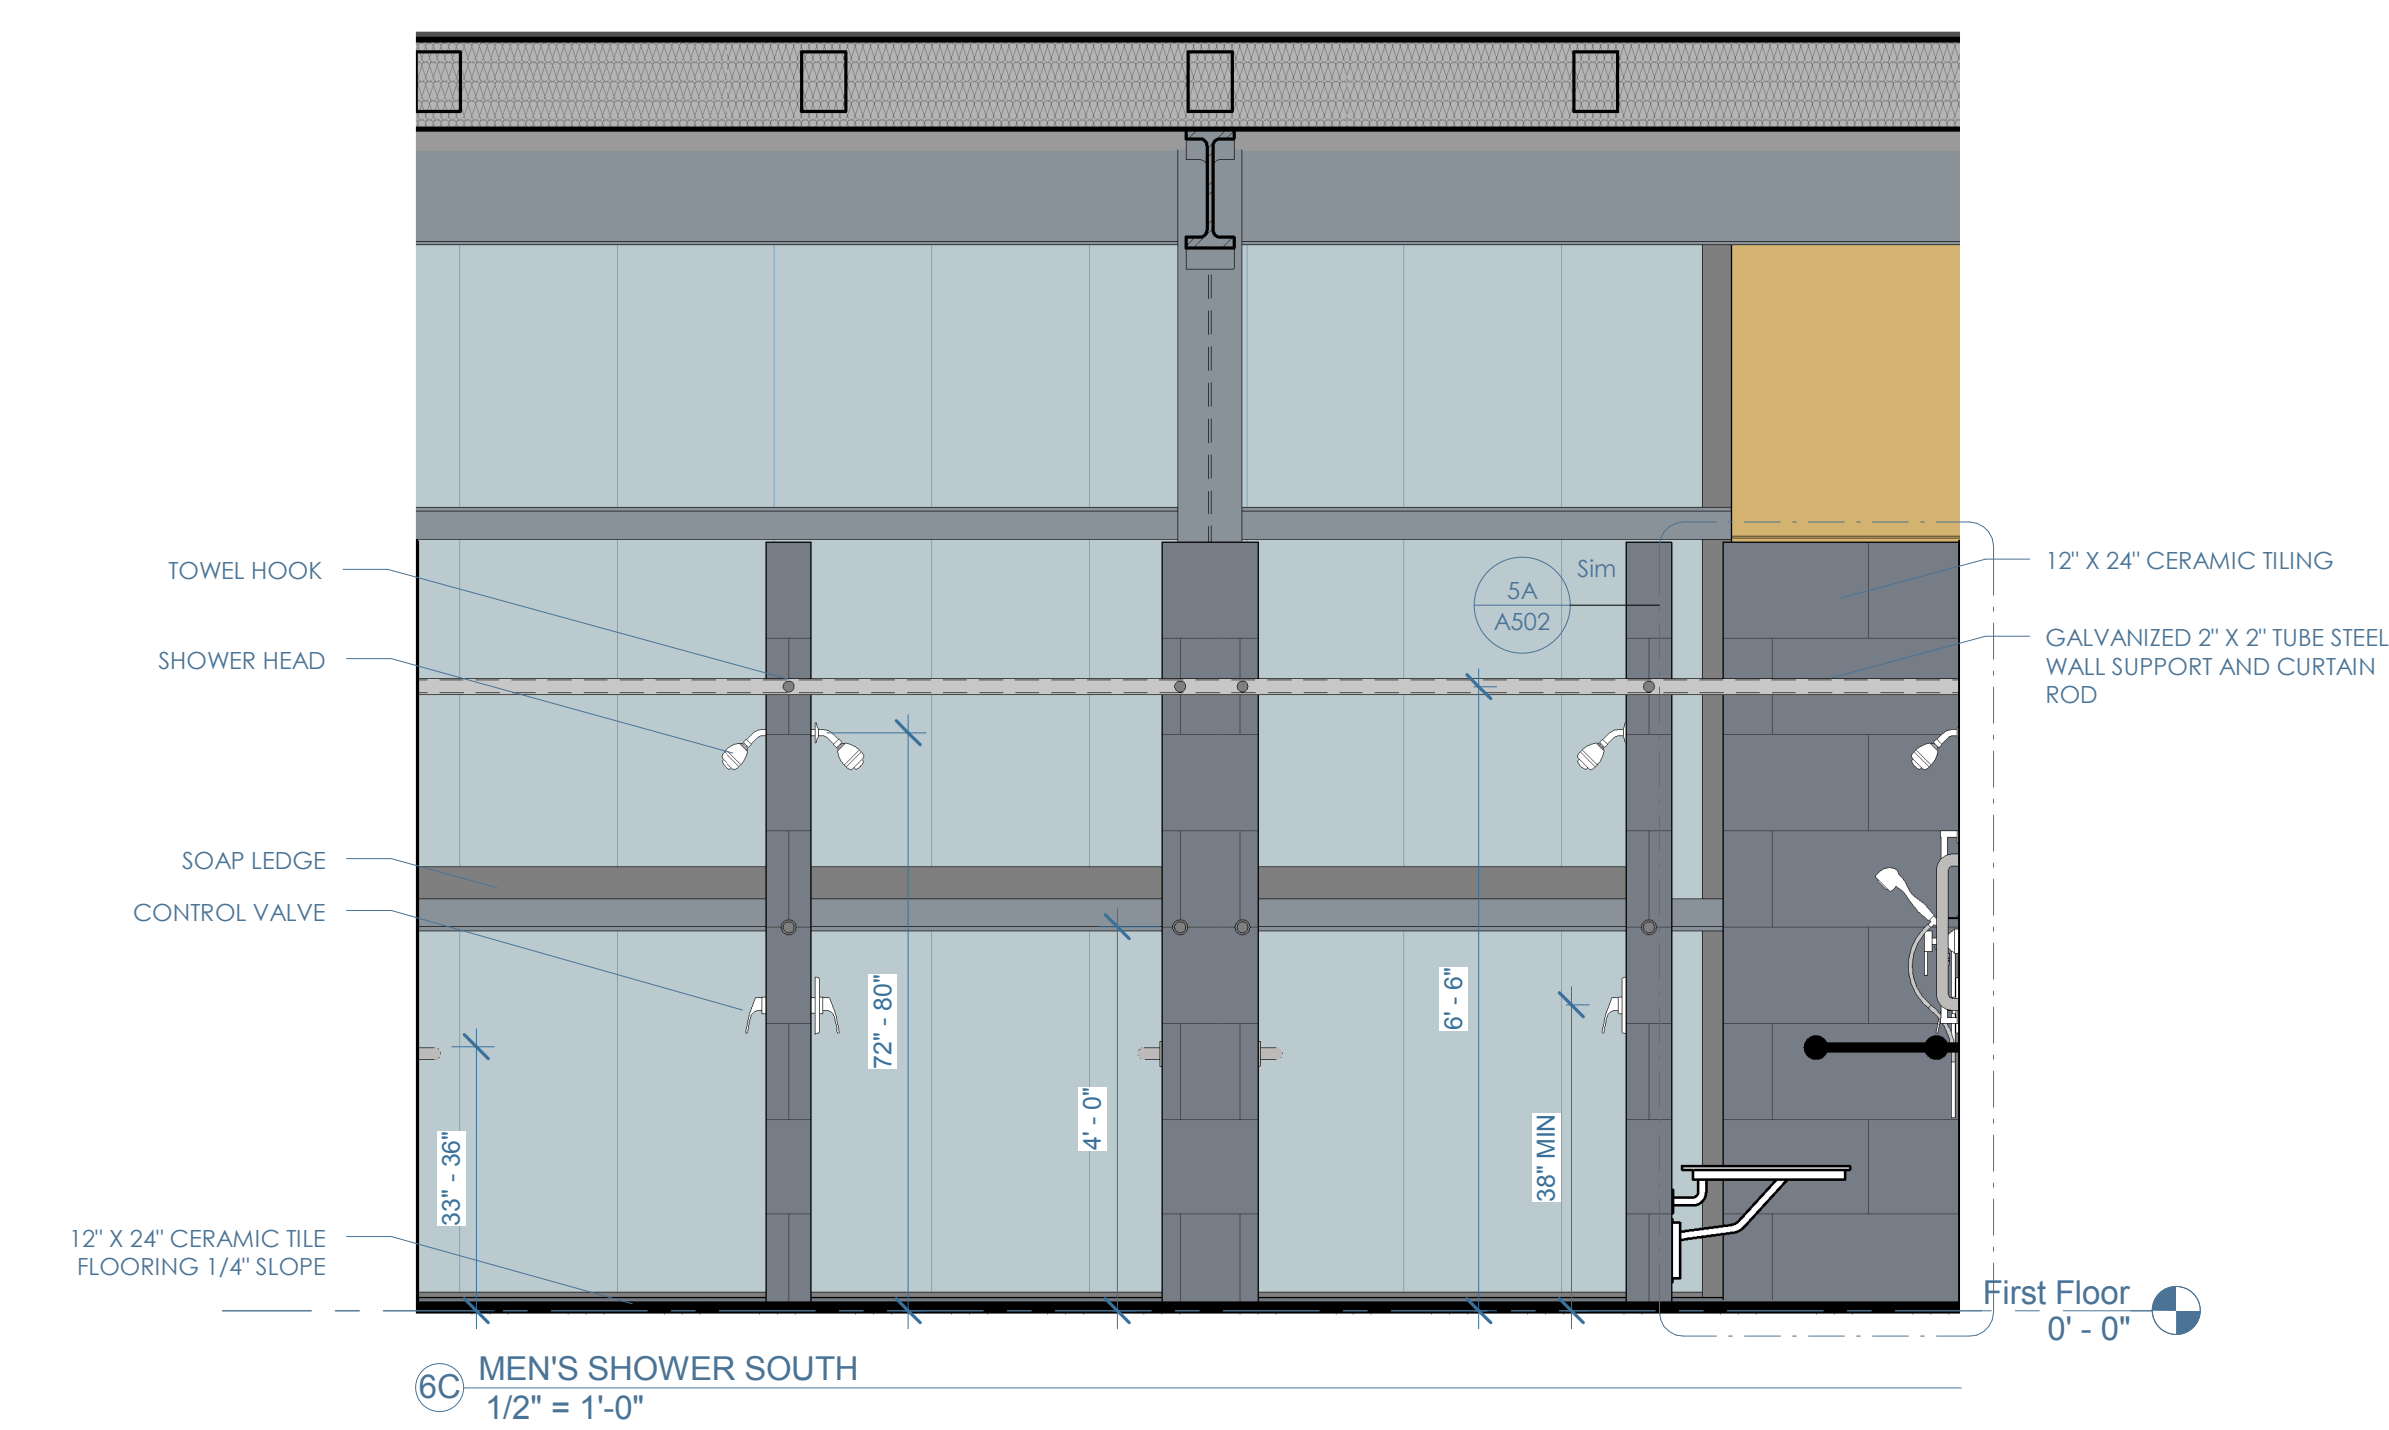 TOWEL HOOK
SHOWER HEAD
SOAP LEDGE
CONTROL VALVE
12" X 24" CERAMIC TILE
FLOORING 1/4" SLOPE
5A
A502
Sim
12" X 24" CERAMIC TILING
GALVANIZED 2" X 2" TUBE STEEL
WALL SUPPORT AND CURTAIN
ROD
33" - 36"
72" - 80"
4' - 0"
6' - 6"
38" MIN
First Floor
0' - 0"
6C
MEN'S SHOWER SOUTH
1/2" = 1'-0"